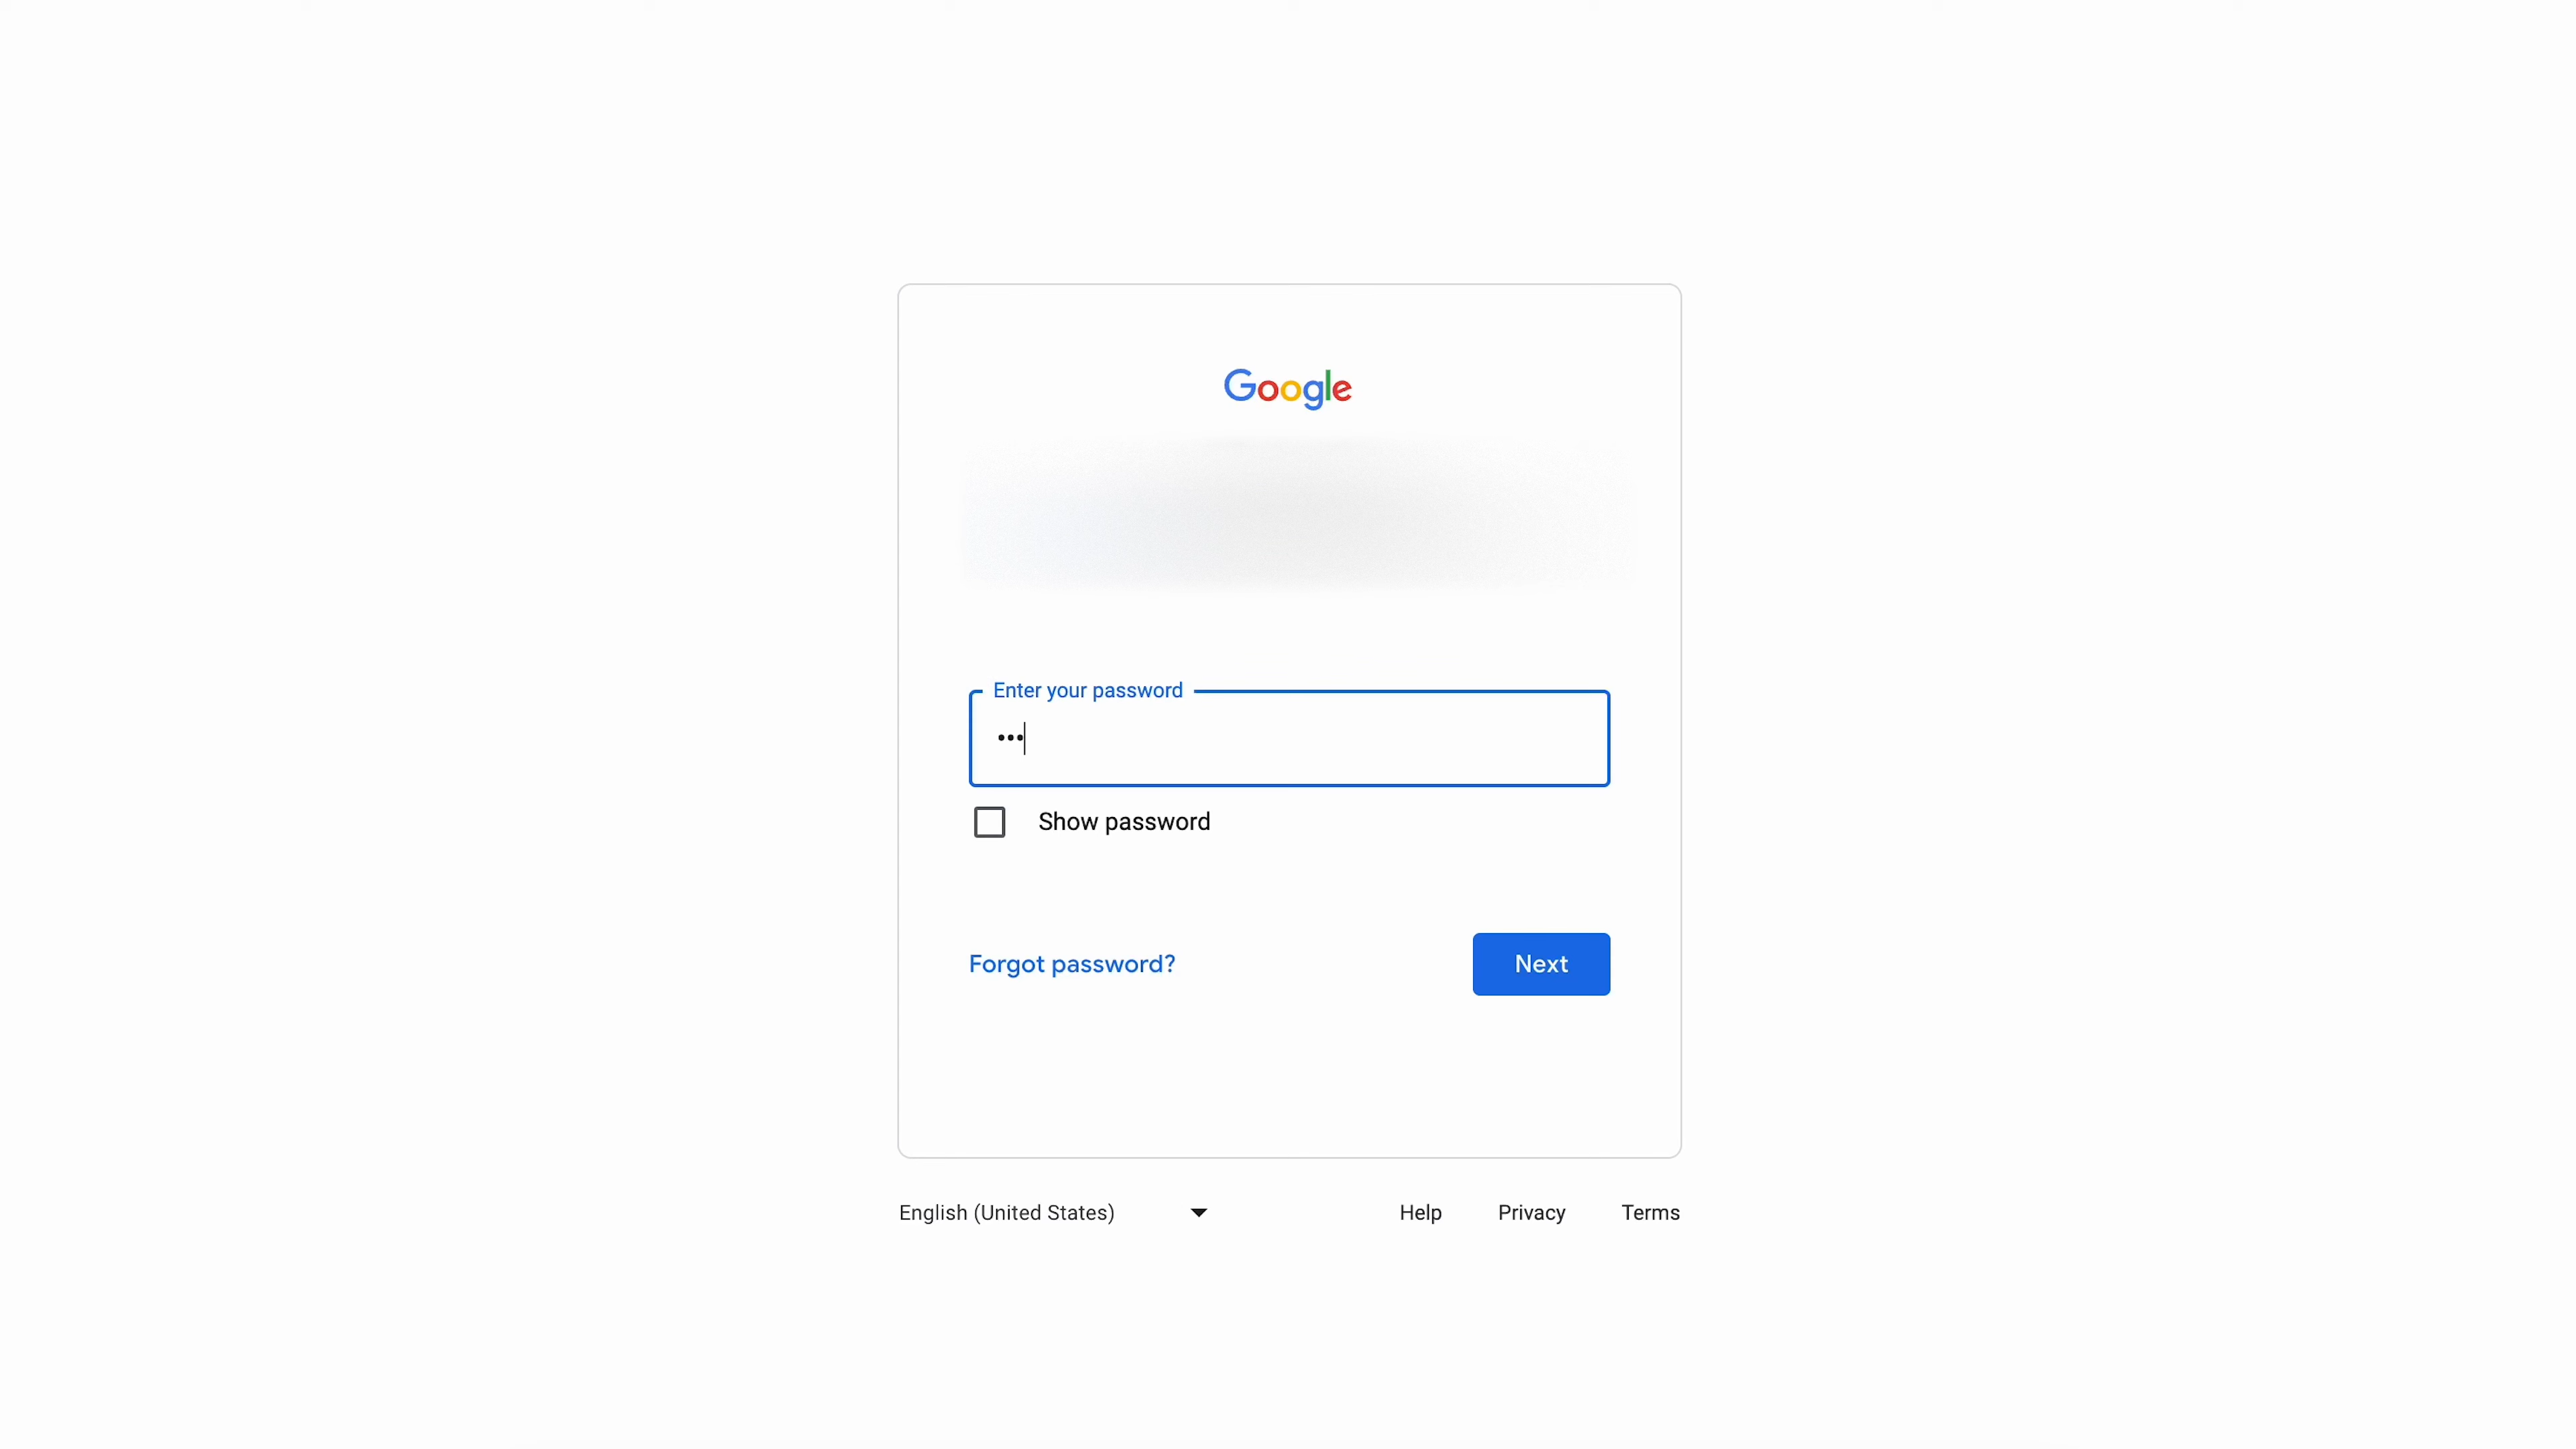 Google
Enter your password
•••
Show password
Forgot password?
Next
English (United States)
Help
Privacy
Terms